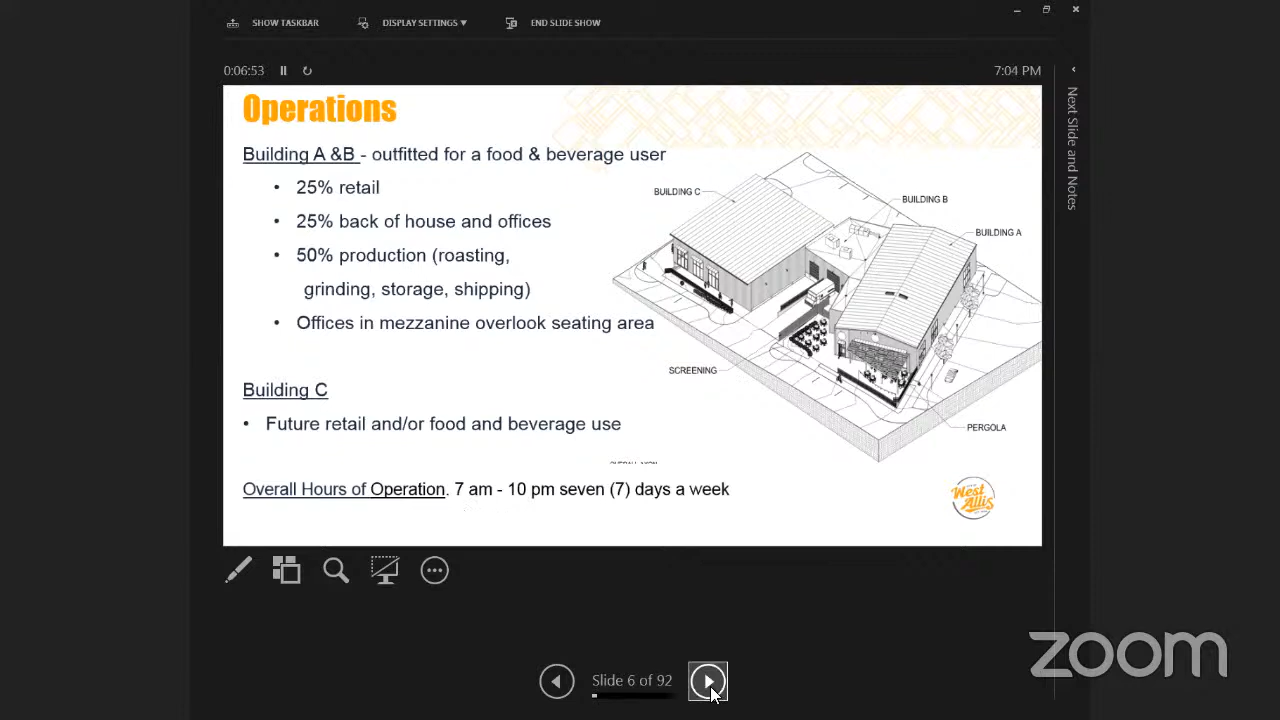 SHOW TASKBAR DISPLAY SETTINGS ▼ END SLIDE SHOW
0:06:53 7:04 PM
Next Slide and Notes
Operations
Building A &B - outfitted for a food & beverage user
• 25% retail
• 25% back of house and offices
• 50% production (roasting,
grinding, storage, shipping)
• Offices in mezzanine overlook seating area
Building C
• Future retail and/or food and beverage use
Overall Hours of Operation. 7 am - 10 pm seven (7) days a week
BUILDING C
BUILDING B
BUILDING A
SCREENING
PERGOLA
West
Allis
Slide 6 of 92
zoom